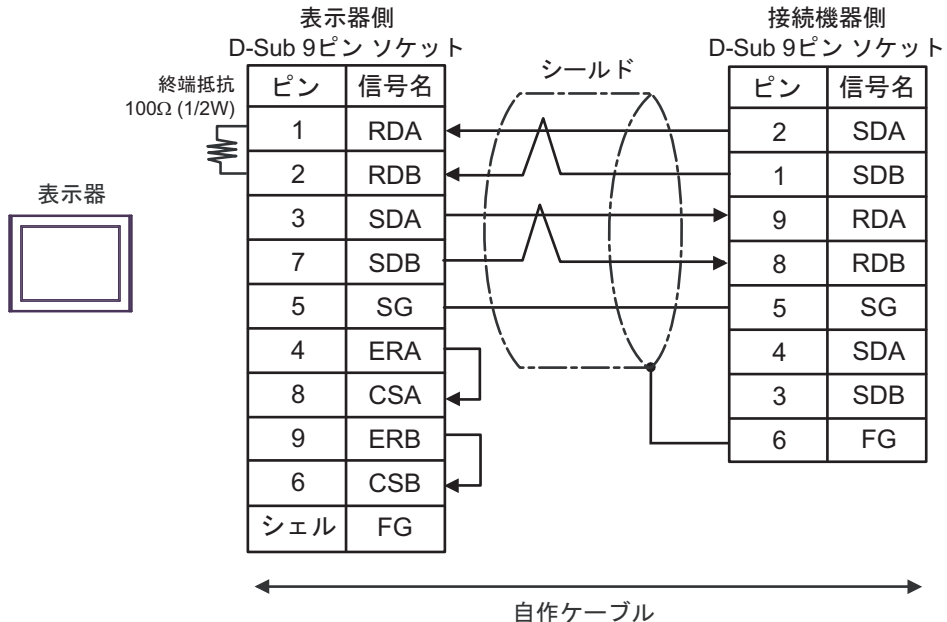 表示器側
D-Sub 9ピン ソケット
接続機器側
D-Sub 9ピン ソケット
シールド
終端抵抗
100Ω (1/2W)
表示器
ピン 信号名
1 RDA
2 RDB
3 SDA
7 SDB
5 SG
4 ERA
8 CSA
9 ERB
6 CSB
シェル FG
ピン 信号名
2 SDA
1 SDB
9 RDA
8 RDB
5 SG
4 SDA
3 SDB
6 FG
自作ケーブル